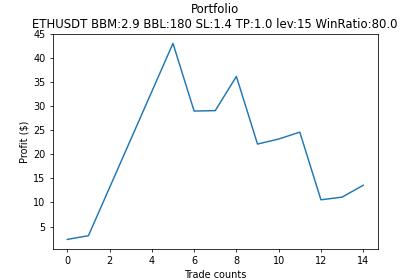 Portfolio
ETHUSDT BBM:2.9 BBL:180 SL:1.4 TP:1.0 lev:15 WinRatio:80.0
45
40
35
30
25
20
15
10
5
Profit ($)
0 2 4 6 8 10 12 14
Trade counts